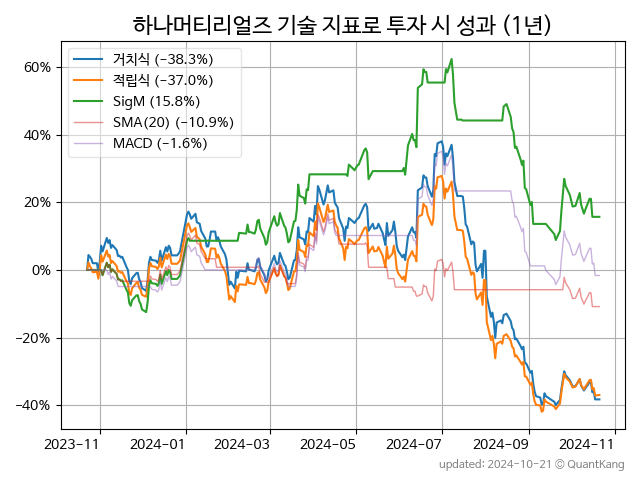 하나머티리얼즈 기술 지표로 투자 시 성과 (1년)
거치식 (−38.3%)
적립식 (−37.0%)
SigM (15.8%)
SMA(20) (−10.9%)
MACD (−1.6%)
60%
40%
20%
0%
−20%
−40%
2023-11 2024-01 2024-03 2024-05 2024-07 2024-09 2024-11
updated: 2024-10-21 © QuantKang